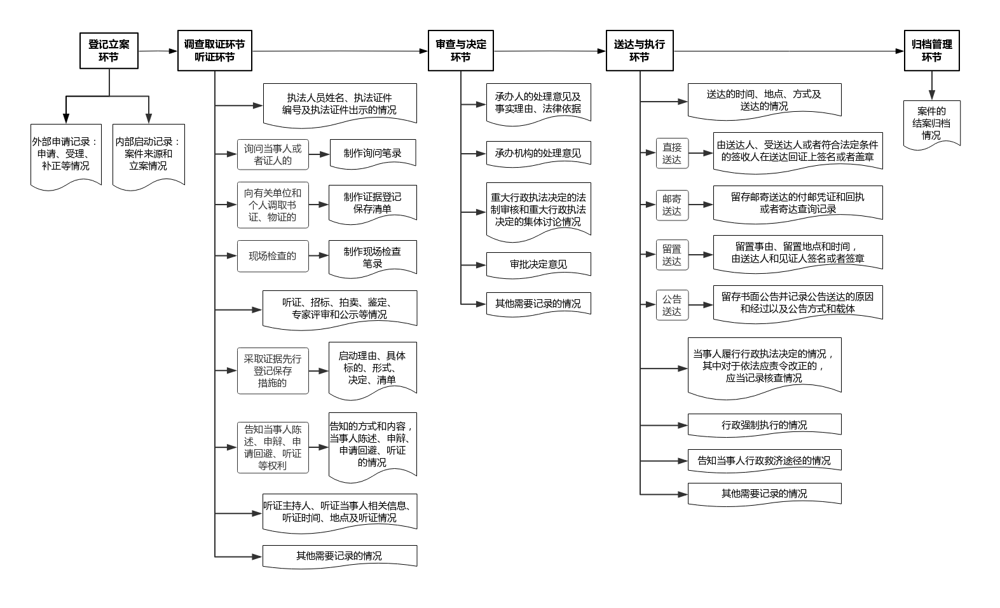 登记立案
环节
调查取证环节
听证环节
审查与决定
环节
送达与执行
环节
归档管理
环节
外部申请记录：
申请、受理、
补正等情况
内部启动记录：
案件来源和
立案情况
执法人员姓名、执法证件
编号及执法证件出示的情况
询问当事人或
者证人的
制作询问笔录
向有关单位和
个人调取书
证、物证的
制作证据登记
保存清单
现场检查的
制作现场检查
笔录
听证、招标、拍卖、鉴定、
专家评审和公示等情况
采取证据先行
登记保存
措施的
启动理由、具体
标的、形式、
决定、清单
告知当事人陈
述、申辩、申
请回避、听证
等权利
告知的方式和内容，
当事人陈述、申辩、
申请回避、听证
的情况
听证主持人、听证当事人相关信息、
听证时间、地点及听证情况
其他需要记录的情况
承办人的处理意见及
事实理由、法律依据
承办机构的处理意见
重大行政执法决定的法
制审核和重大行政执法
决定的集体讨论情况
审批决定意见
其他需要记录的情况
送达的时间、地点、方式及
送达的情况
直接
送达
由送达人、受送达人或者符合法定条件
的签收人在送达回证上签名或者盖章
邮寄
送达
留存邮寄送达的付邮凭证和回执
或者寄达查询记录
留置
送达
留置事由、留置地点和时间，
由送达人和见证人签名或者签章
公告
送达
留存书面公告并记录公告送达的原因
和经过以及公告方式和载体
当事人履行行政执法决定的情况，
其中对于依法应责令改正的，
应当记录核查情况
行政强制执行的情况
告知当事人行政救济途径的情况
其他需要记录的情况
案件的
结案归档
情况